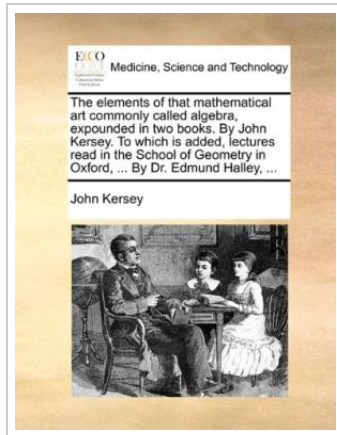 ECCO
Medicine, Science and Technology
The elements of that mathematical
art commonly called algebra,
expounded in two books. By John
Kersey. To which is added, lectures
read in the School of Geometry in
Oxford, ... By Dr. Edmund Halley, ...
John Kersey